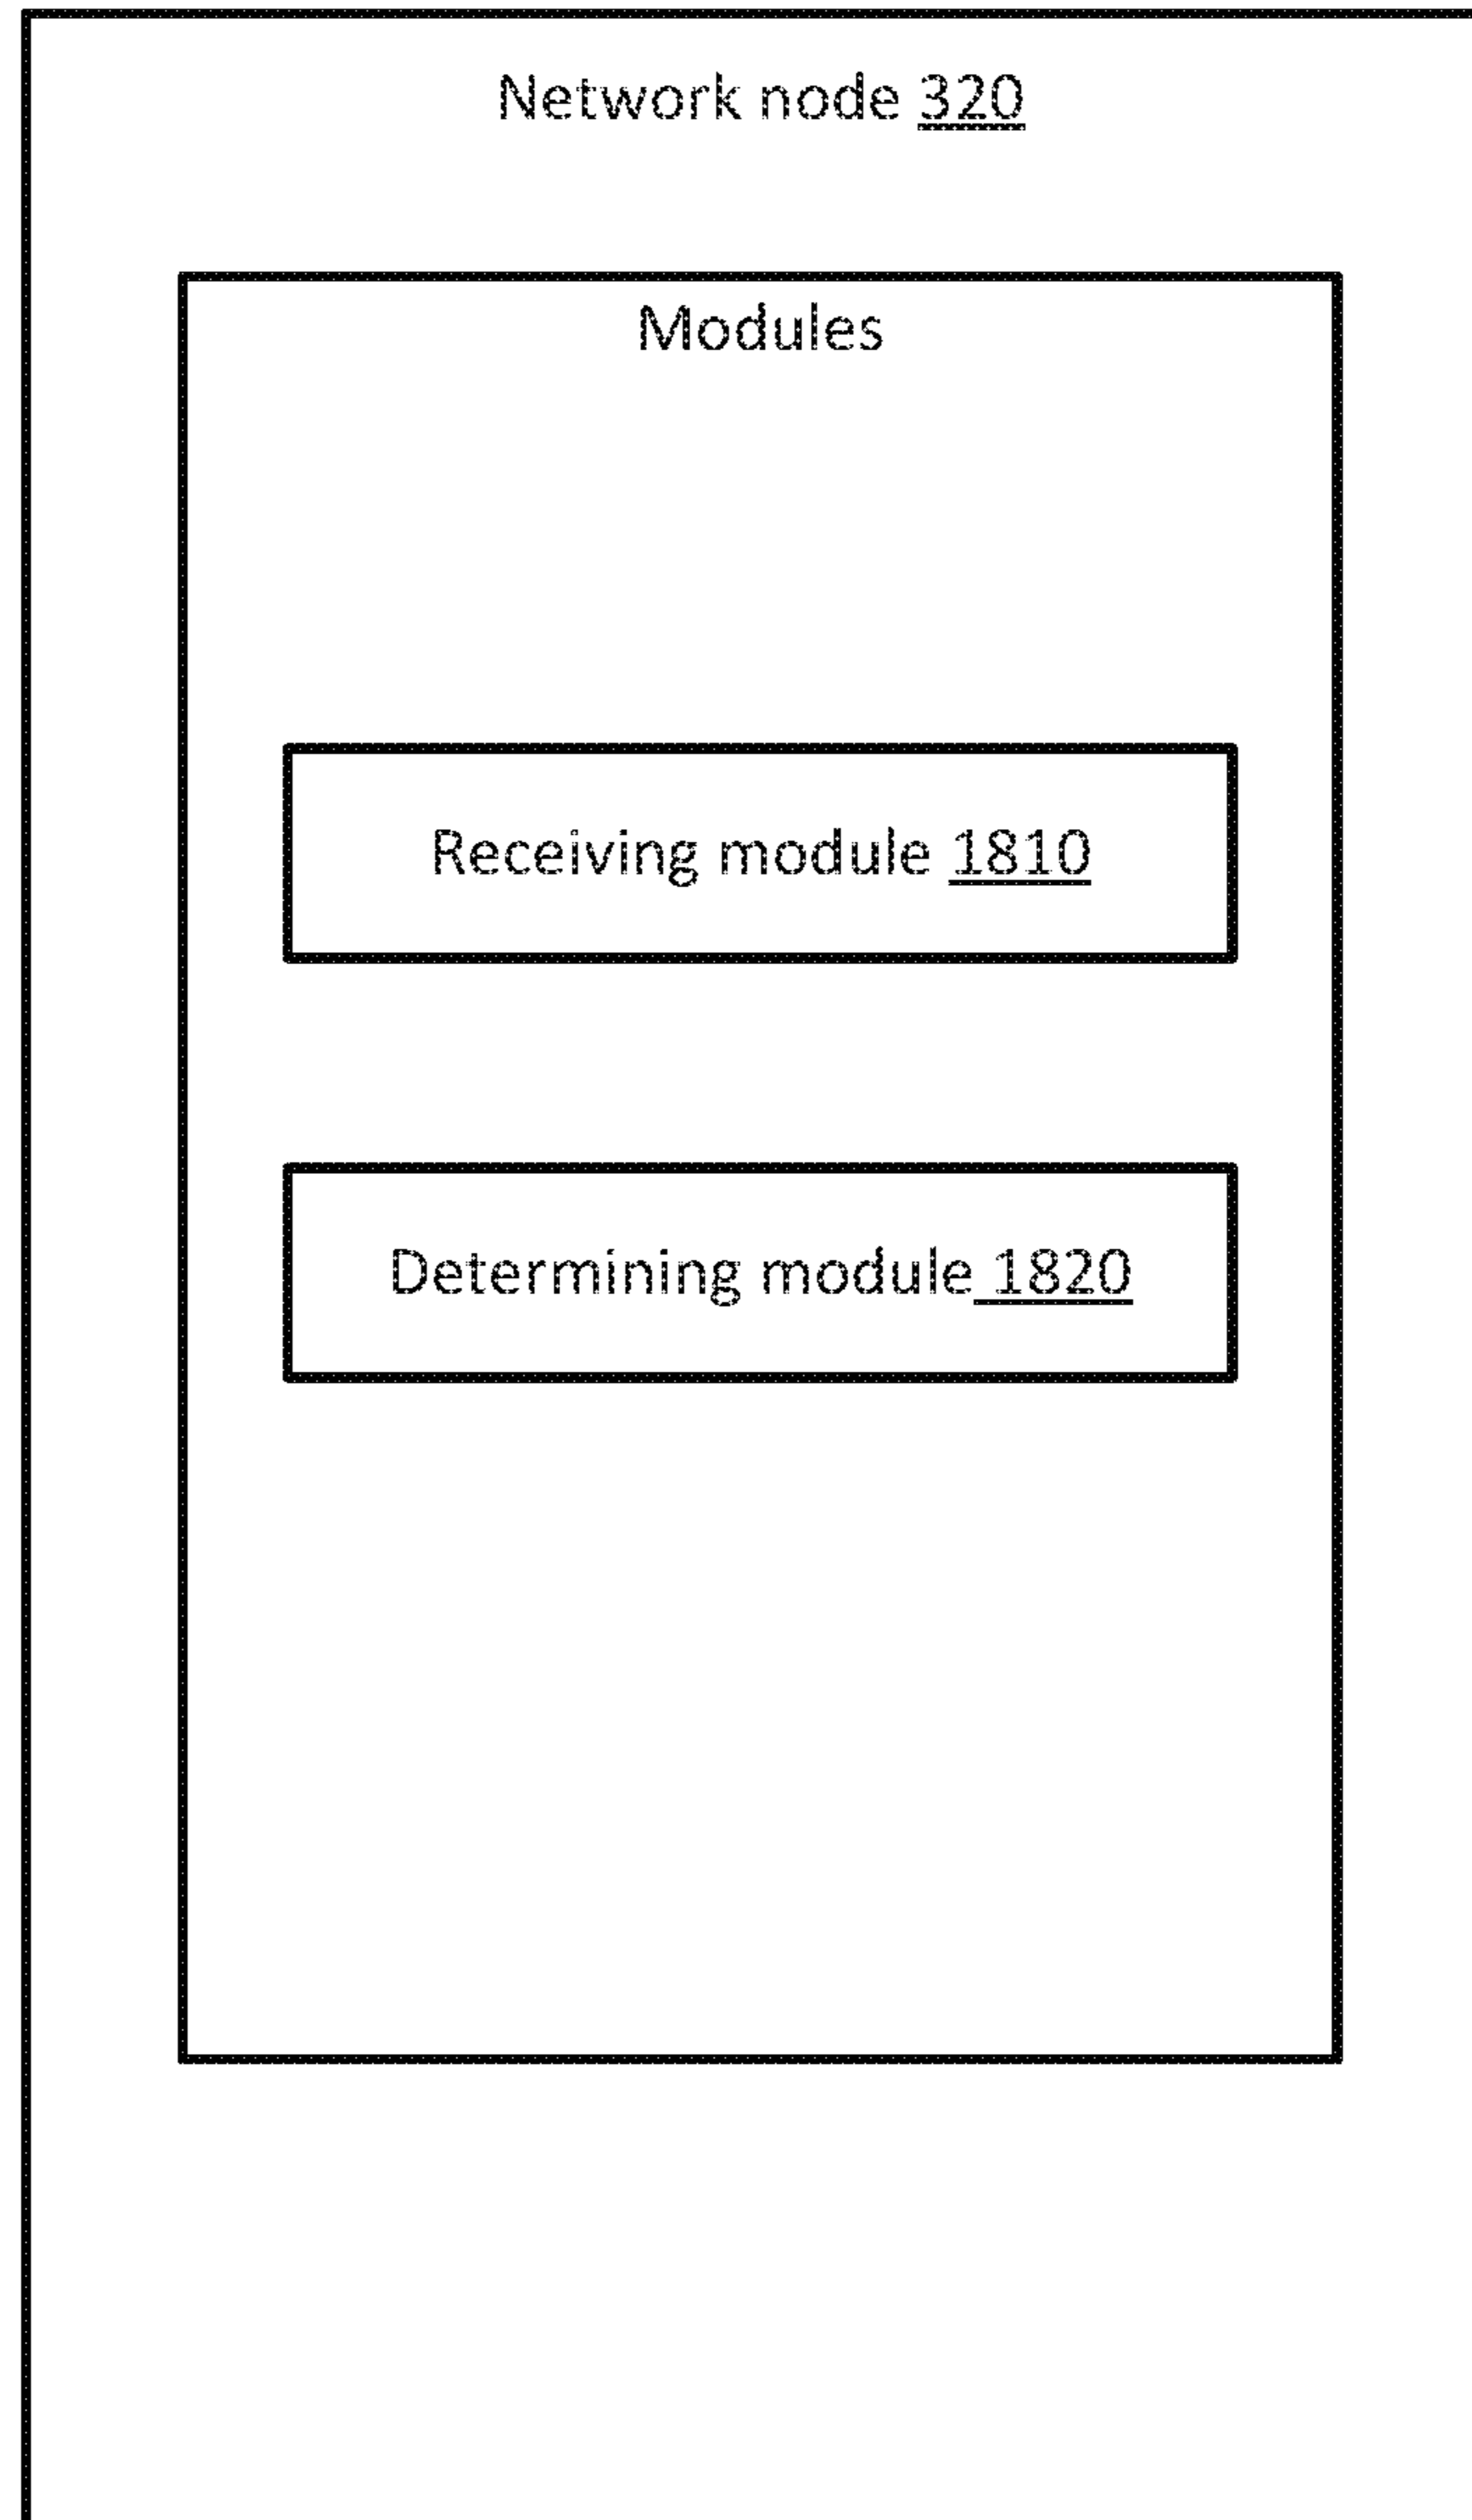 Network node 320
Modules
Receiving module 1810
Determining module 1820